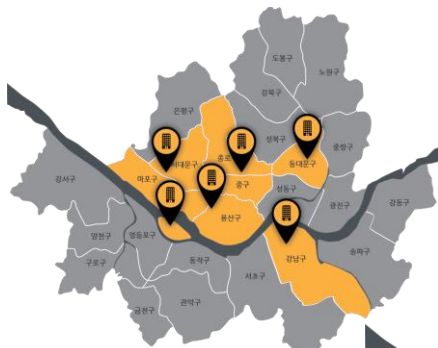 도봉구
노원구
강북구
은평구
성북구
중랑구
동대문구
서대문구
종로
마포구
중구
성동구
강서구
광진구
강동구
용산구
양천구
영등포구
송파구
동작구
강남구
구로구
서초구
관악구
금천구